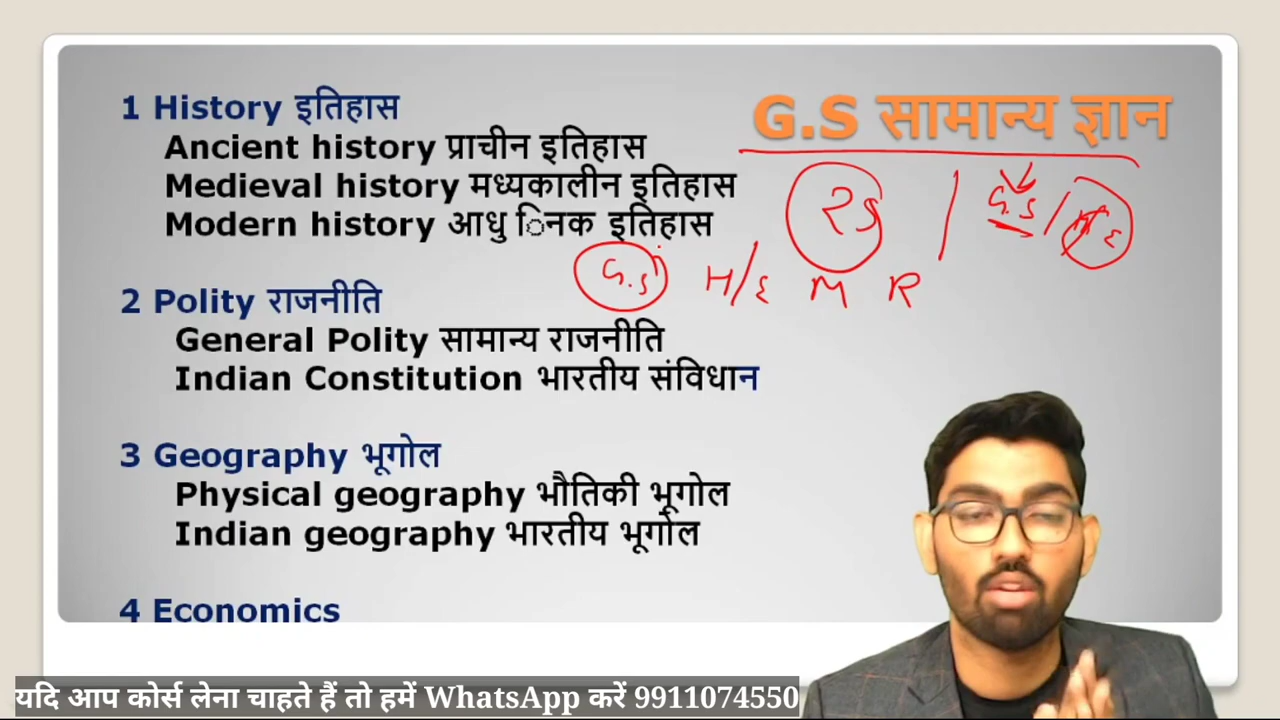 G.S सामान्य ज्ञान
1 History इतिहास
Ancient history प्राचीन इतिहास
Medieval history मध्यकालीन इतिहास
Modern history आधु िनक इतिहास
25 / G.S /
G.S H/E M R
2 Polity राजनीति
General Polity सामान्य राजनीति
Indian Constitution भारतीय संविधान
3 Geography भूगोल
Physical geography भौतिकी भूगोल
Indian geography भारतीय भूगोल
4 Economics
यदि आप कोर्स लेना चाहते हैं तो हमें WhatsApp करें 9911074550